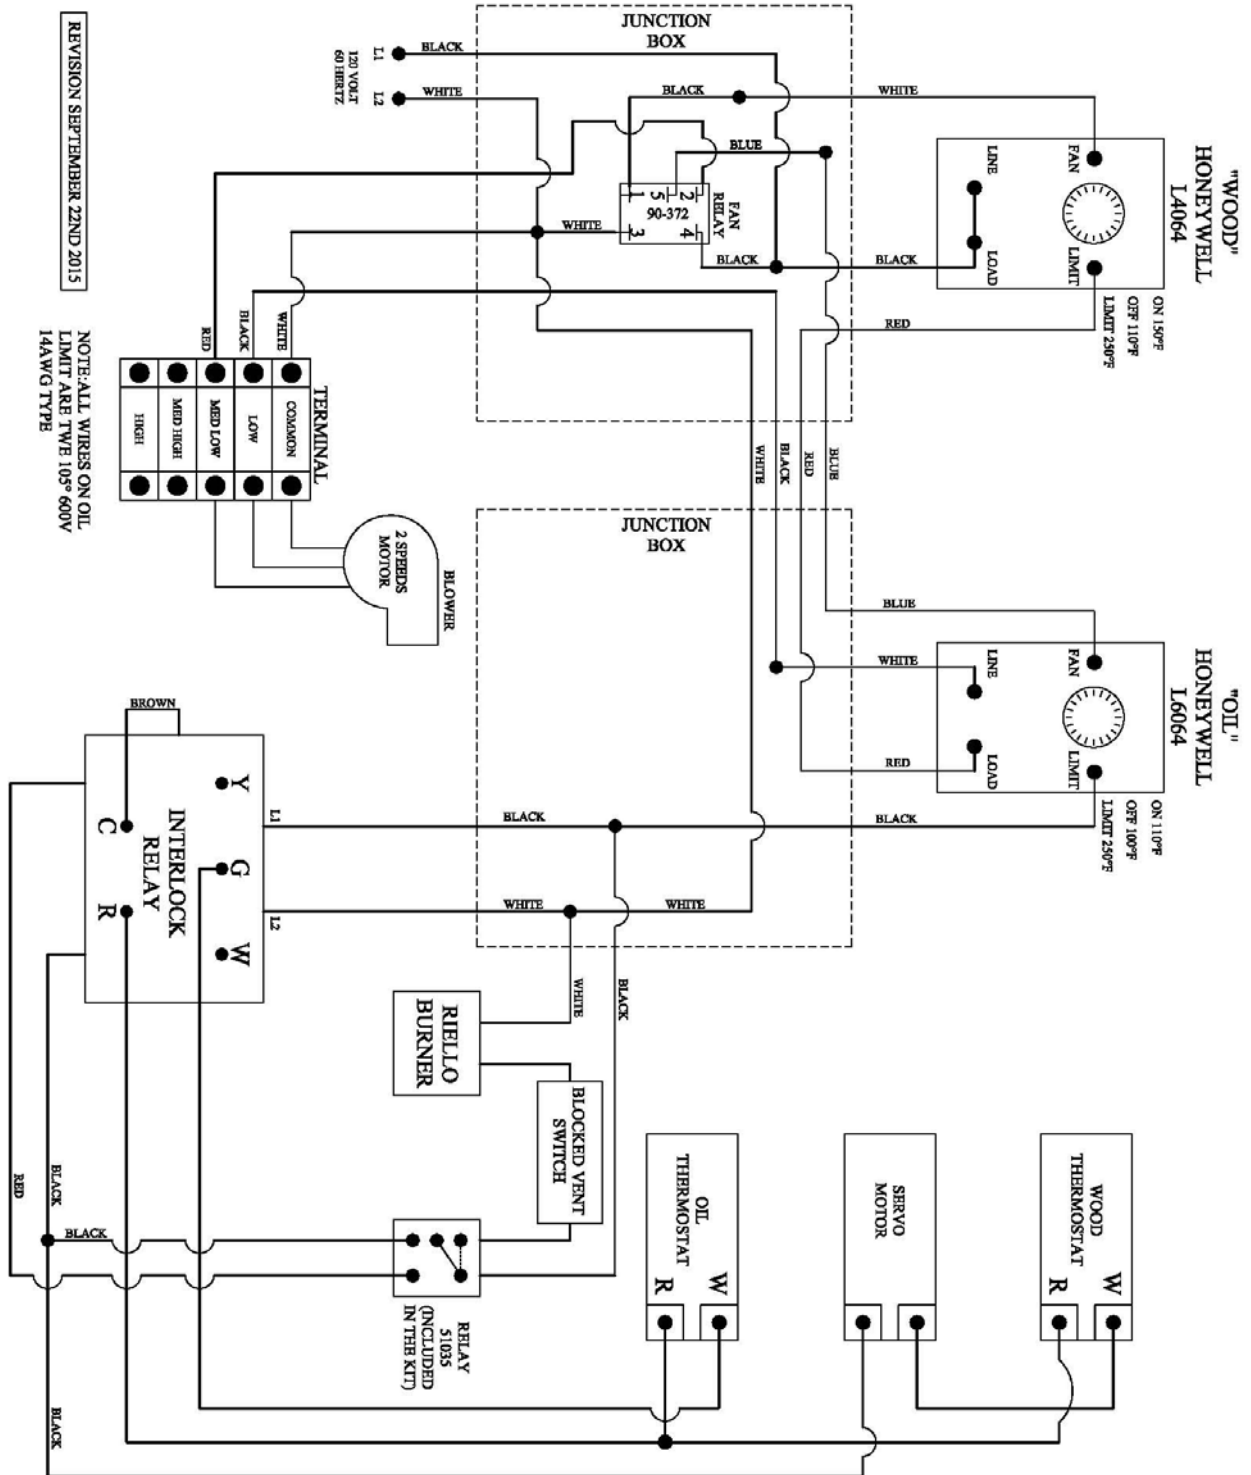 JUNCTION
BOX
L1
BLACK
L2
WHITE
120 VOLT
60 HERTZ
BLACK
WHITE
BLUE
FAN
RELAY
90-372
1
5
2
3
4
WHITE
BLACK
BLACK
"WOOD"
HONEYWELL
L4064
FAN
LINE
LOAD
LIMIT
ON 150°F
OFF 110°F
LIMIT 250°F
RED
REVISION SEPTEMBER 22ND 2015
NOTE:ALL WIRES ON OIL
LIMIT ARE TWE 105° 600V
14AWG TYPE
RED
BLACK
WHITE
TERMINAL
HIGH
MED HIGH
MED LOW
LOW
COMMON
WHITE
BLACK
RED
BLUE
2 SPEEDS
MOTOR
BLOWER
JUNCTION
BOX
BLUE
WHITE
RED
BLACK
"OIL"
HONEYWELL
L6064
FAN
LINE
LOAD
LIMIT
ON 110°F
OFF 100°F
LIMIT 250°F
BROWN
INTERLOCK
RELAY
Y
G
W
C
R
L1
L2
BLACK
WHITE
WHITE
WHITE
BLACK
RIELLO
BURNER
BLOCKED VENT
SWITCH
OIL
THERMOSTAT
R
W
SERVO
MOTOR
WOOD
THERMOSTAT
R
W
RED
BLACK
BLACK
RELAY
51035
(INCLUDED
IN THE KIT)
BLACK